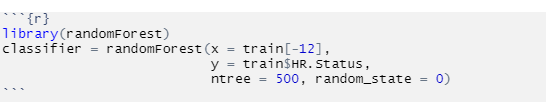 ```{r}
library(randomForest)
classifier = randomForest(x = train[-12],
y = train$HR.Status,
ntree = 500, random_state = 0)
```